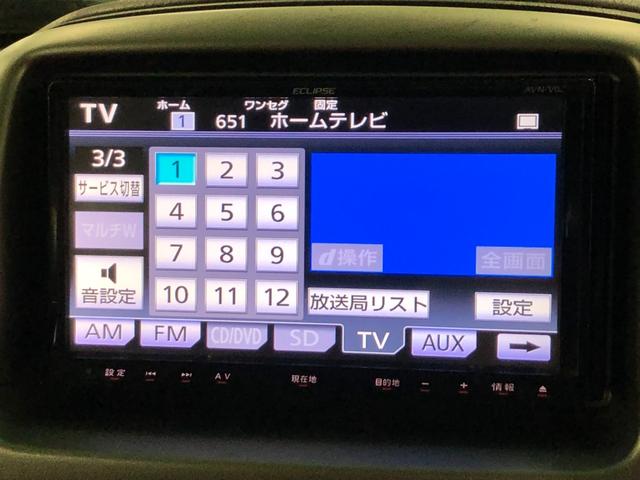 ECLIPSE
TV ホーム 1 ワンセグ 固定
651 ホームテレビ
3/3
サービス切替
マルチW
音設定
1 2 3
4 5 6
7 8 9
10 11 12
d操作 全画面
放送局リスト 設定
AM FM CD/DVD SD TV AUX →
設定 AV 現在地 目的地 − + 情報